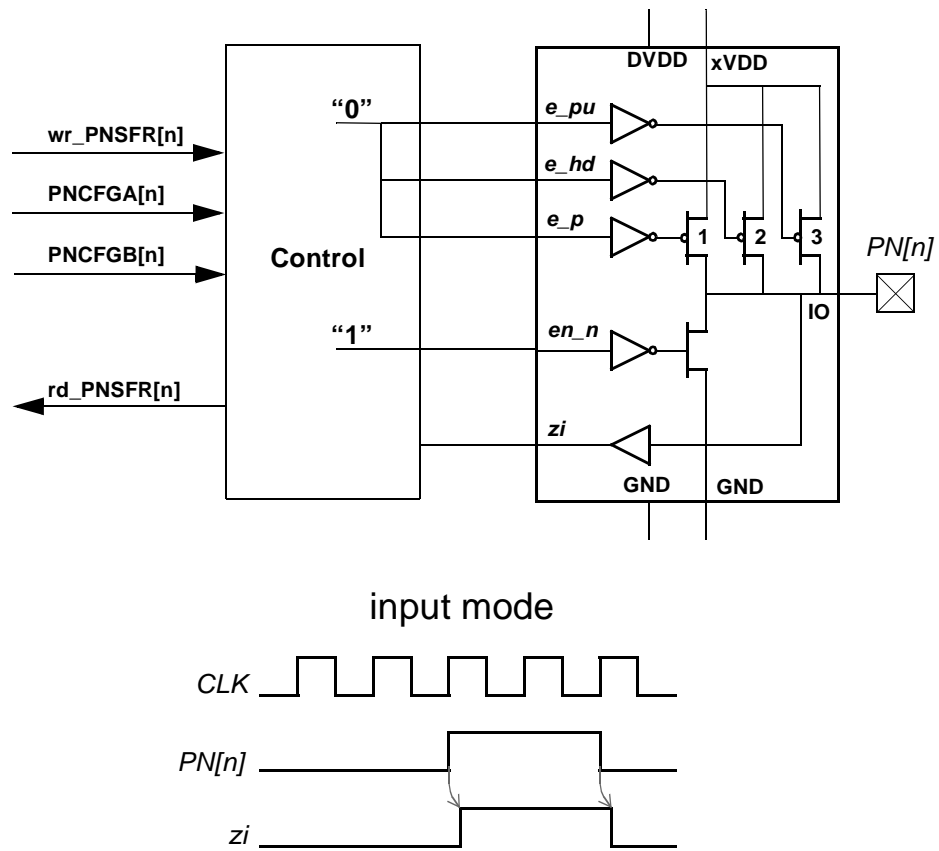 DVDD xVDD
"0"
e_pu
wr_PNSFR[n]
e_hd
PNCFGA[n]
e_p
1 2 3
PN[n]
PNCFGB[n]
Control
IO
"1"
en_n
rd_PNSFR[n]
zi
GND GND
input mode
CLK
PN[n]
zi